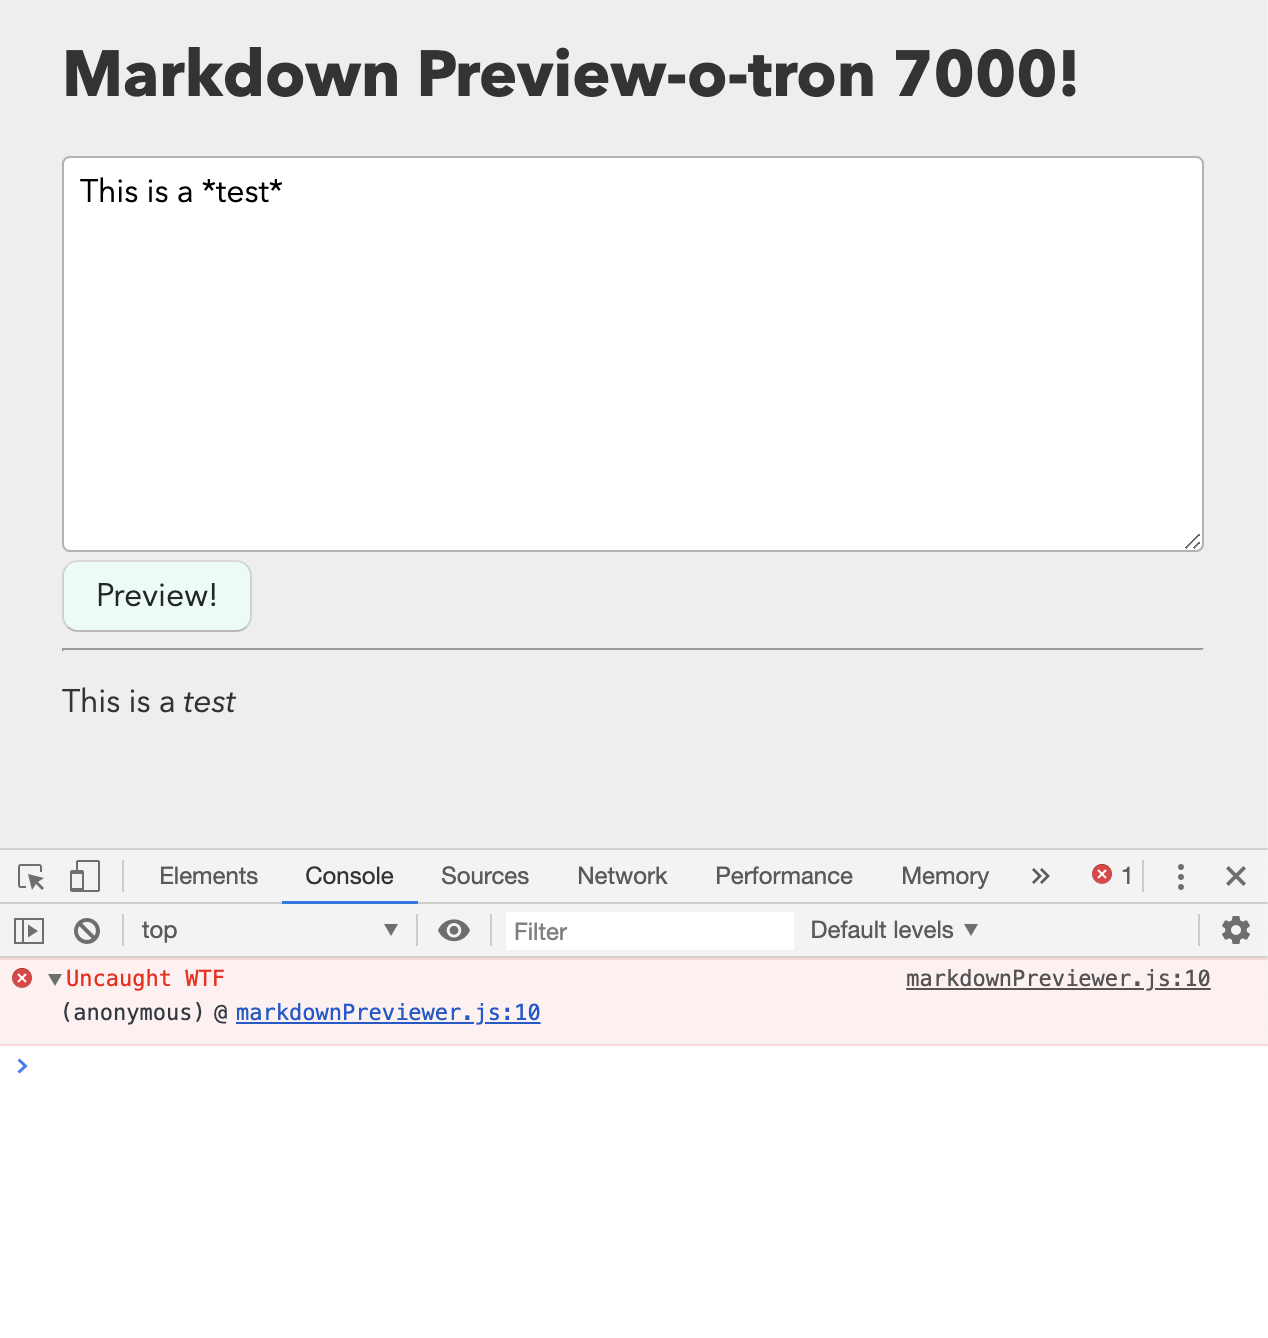 Markdown Preview-o-tron 7000!
This is a *test*
Preview!
This is a test
Elements Console Sources Network Performance Memory » 1
top Filter Default levels
Uncaught WTF markdownPreviewer.js:10
(anonymous) @ markdownPreviewer.js:10